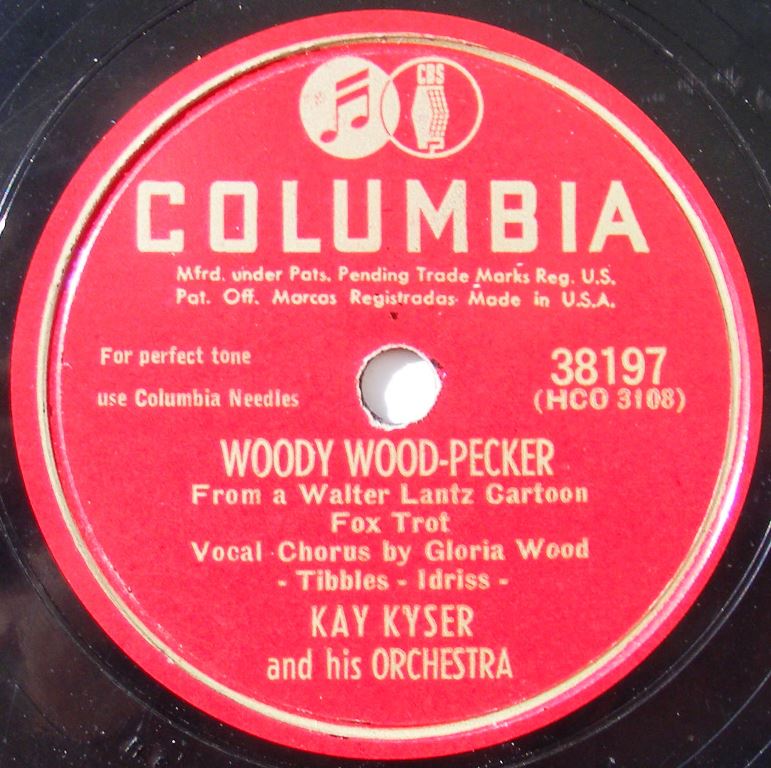 CBS
COLUMBIA
Mfrd. under Pats. Pending Trade Marks Reg. U.S.
Pat. Off. Marcas Registradas Made in U.S.A.
For perfect tone
use Columbia Needles
38197
(HCO 3108)
WOODY WOOD-PECKER
From a Walter Lantz Cartoon
Fox Trot
Vocal Chorus by Gloria Wood
- Tibbles - Idriss -
KAY KYSER
and his ORCHESTRA